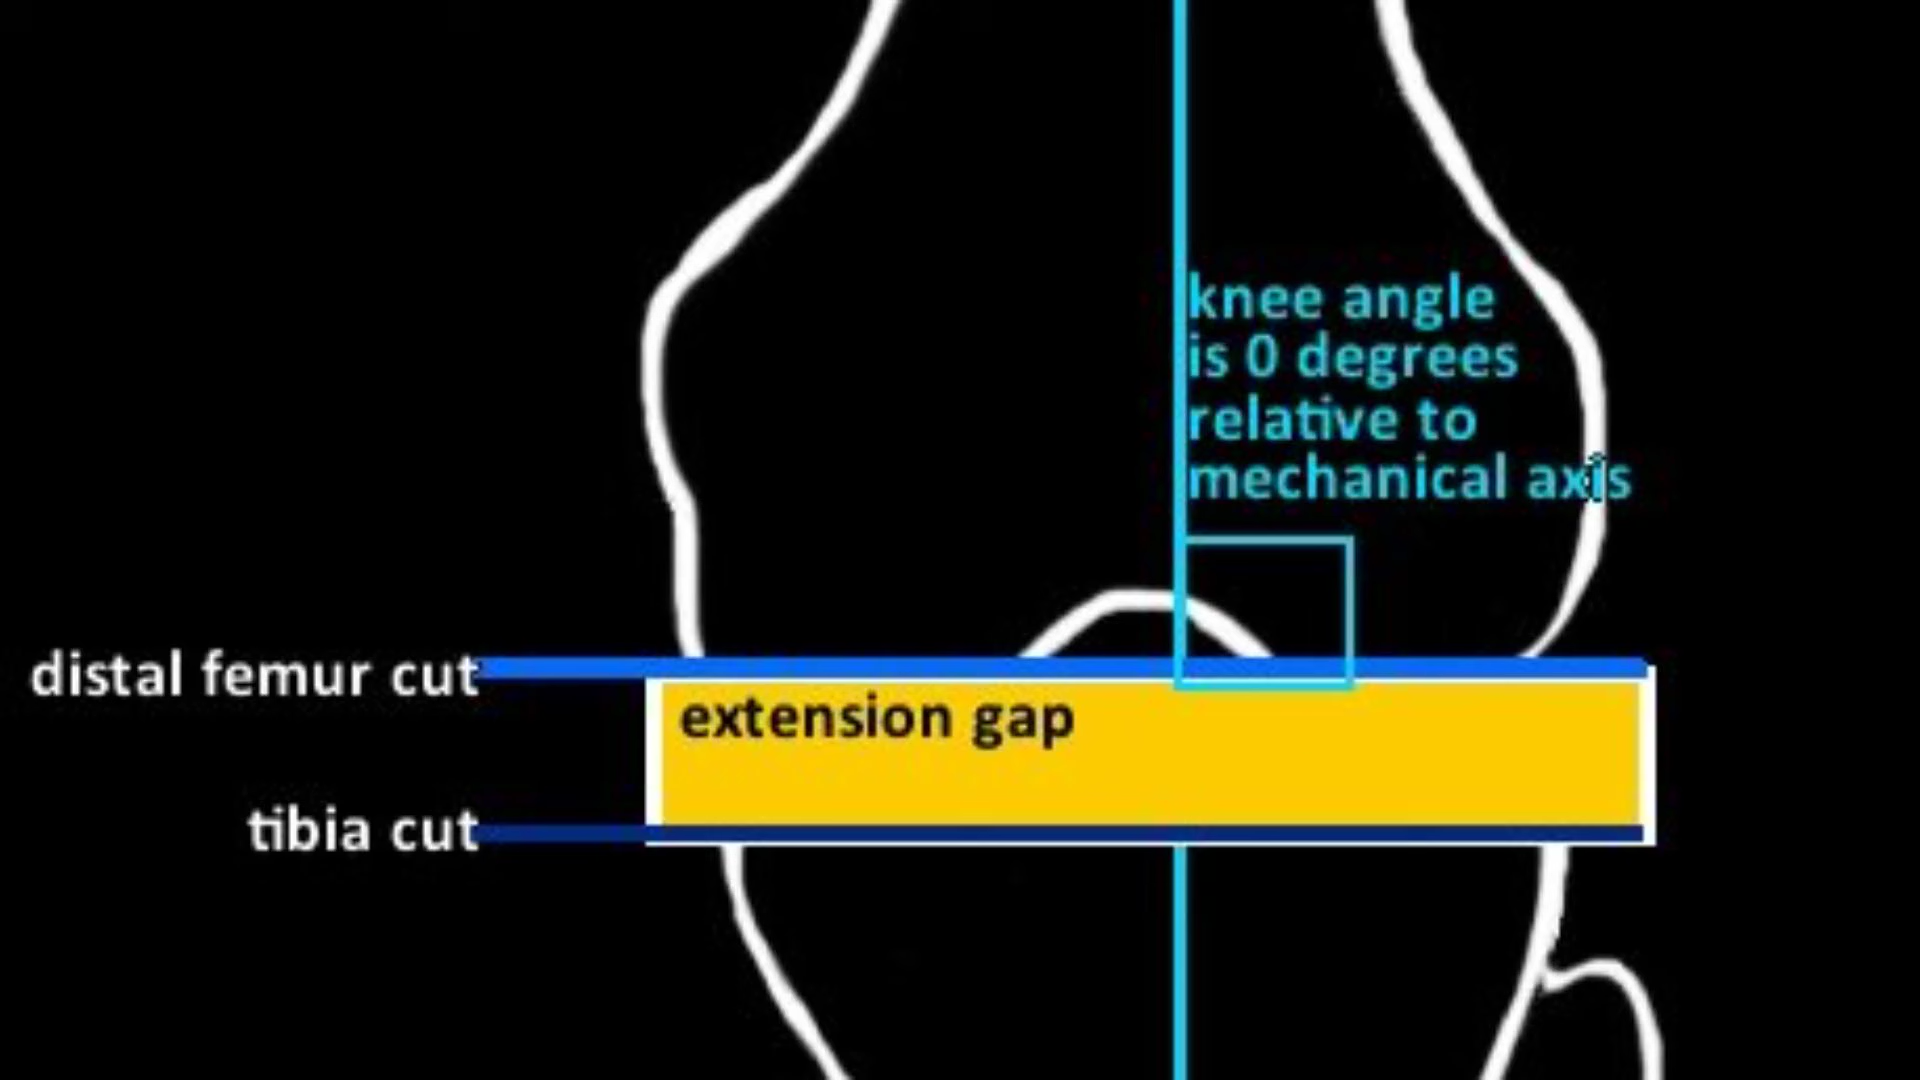 knee angle
is 0 degrees
relative to
mechanical axis
distal femur cut
extension gap
tibia cut